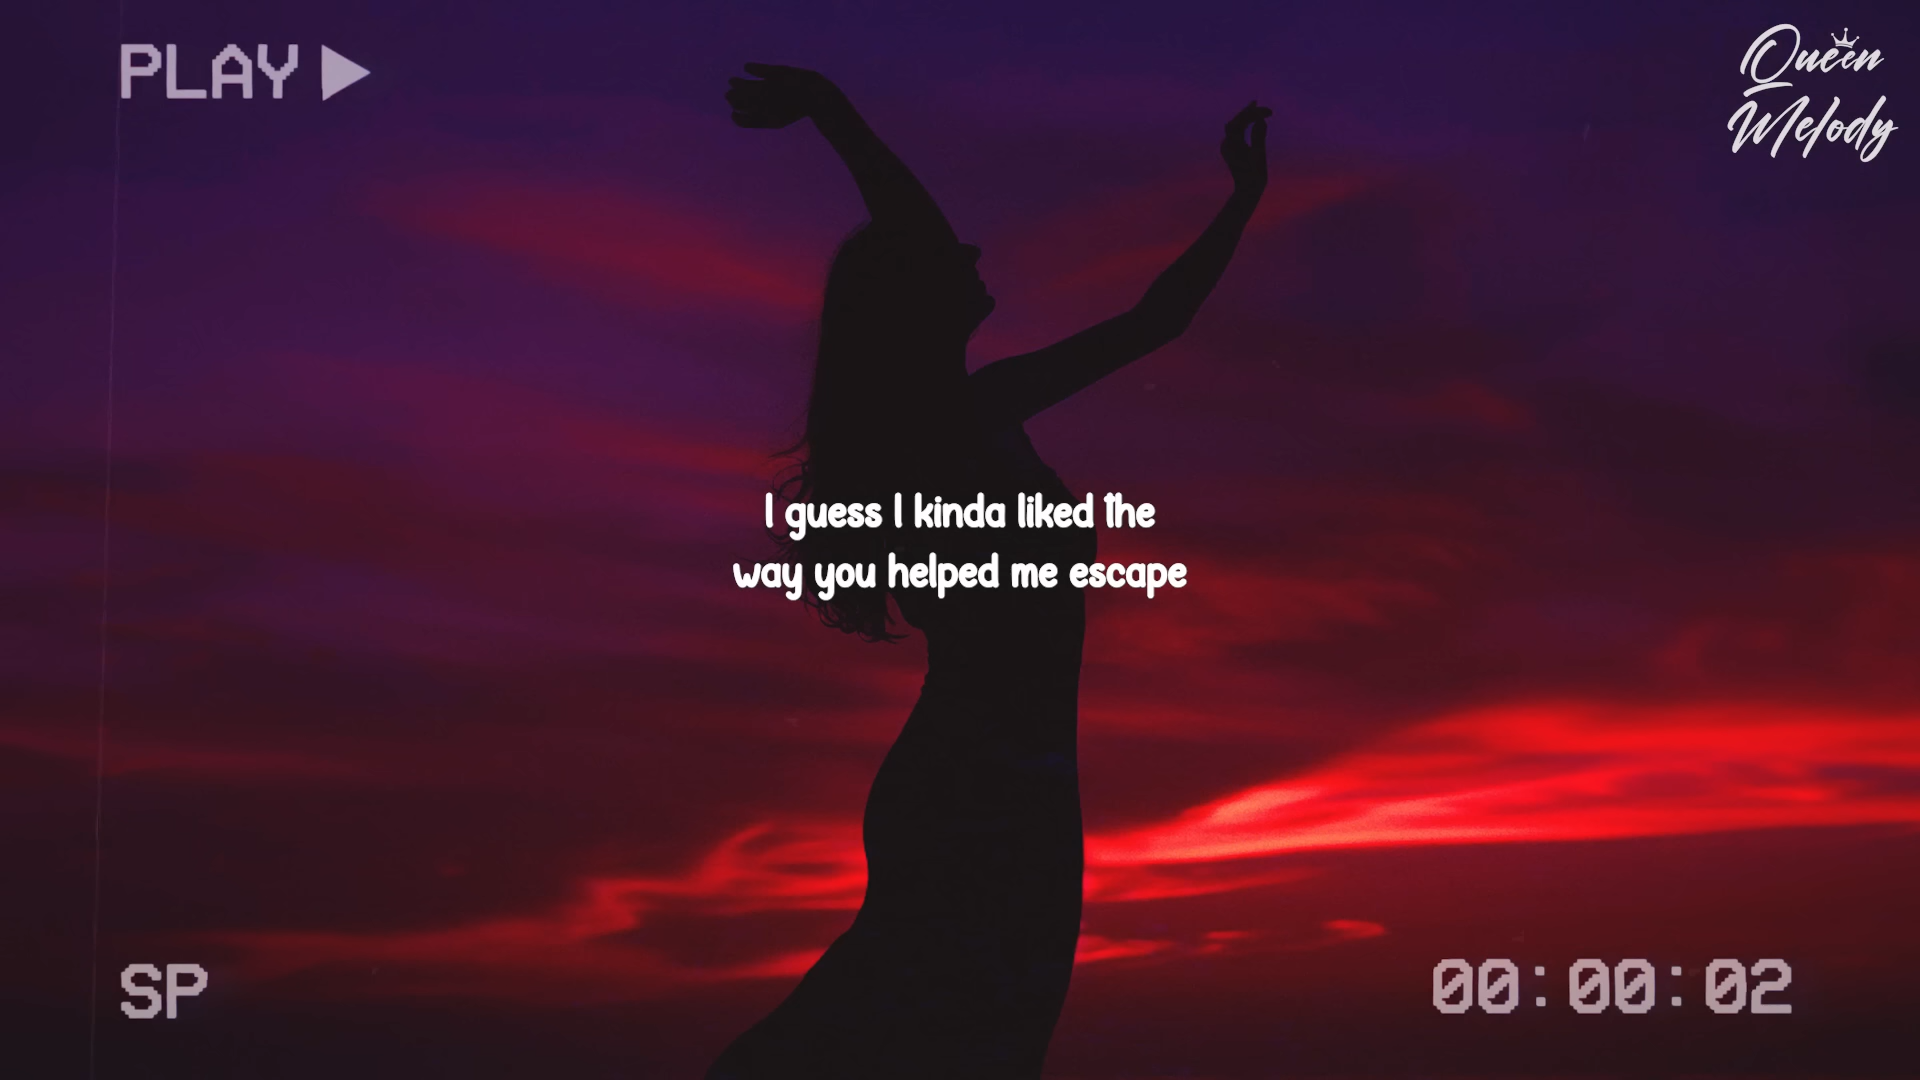 PLAY
Queen
Melody
I guess I kinda liked the
way you helped me escape
SP
00:00:02